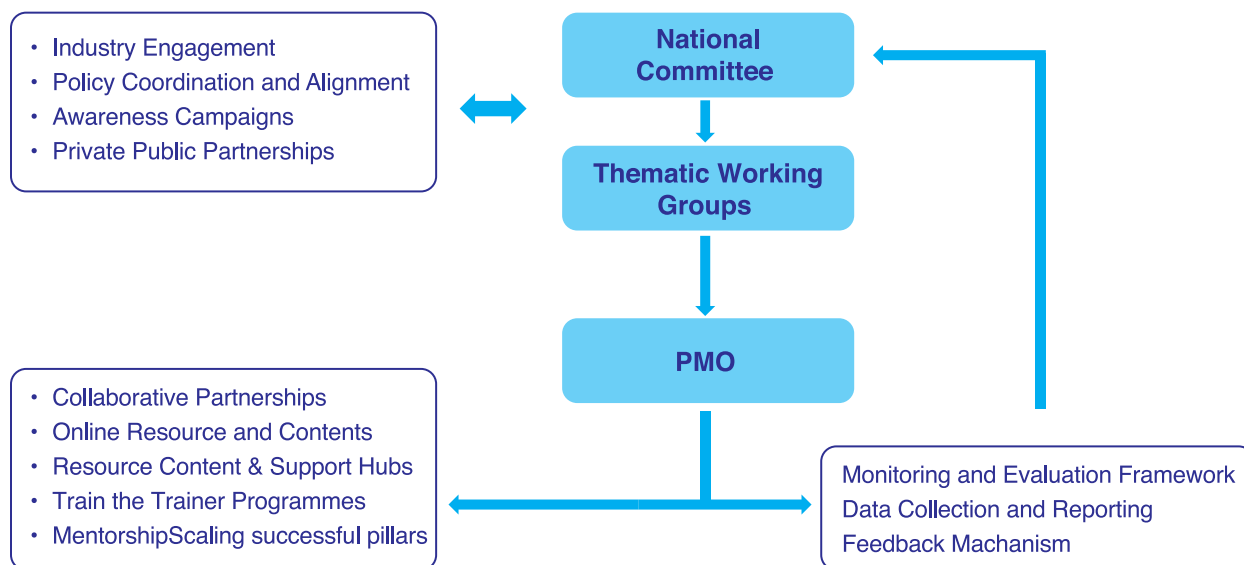 • Industry Engagement
• Policy Coordination and Alignment
• Awareness Campaigns
• Private Public Partnerships
National
Committee
Thematic Working
Groups
PMO
• Collaborative Partnerships
• Online Resource and Contents
• Resource Content & Support Hubs
• Train the Trainer Programmes
• MentorshipScaling successful pillars
Monitoring and Evaluation Framework
Data Collection and Reporting
Feedback Machanism